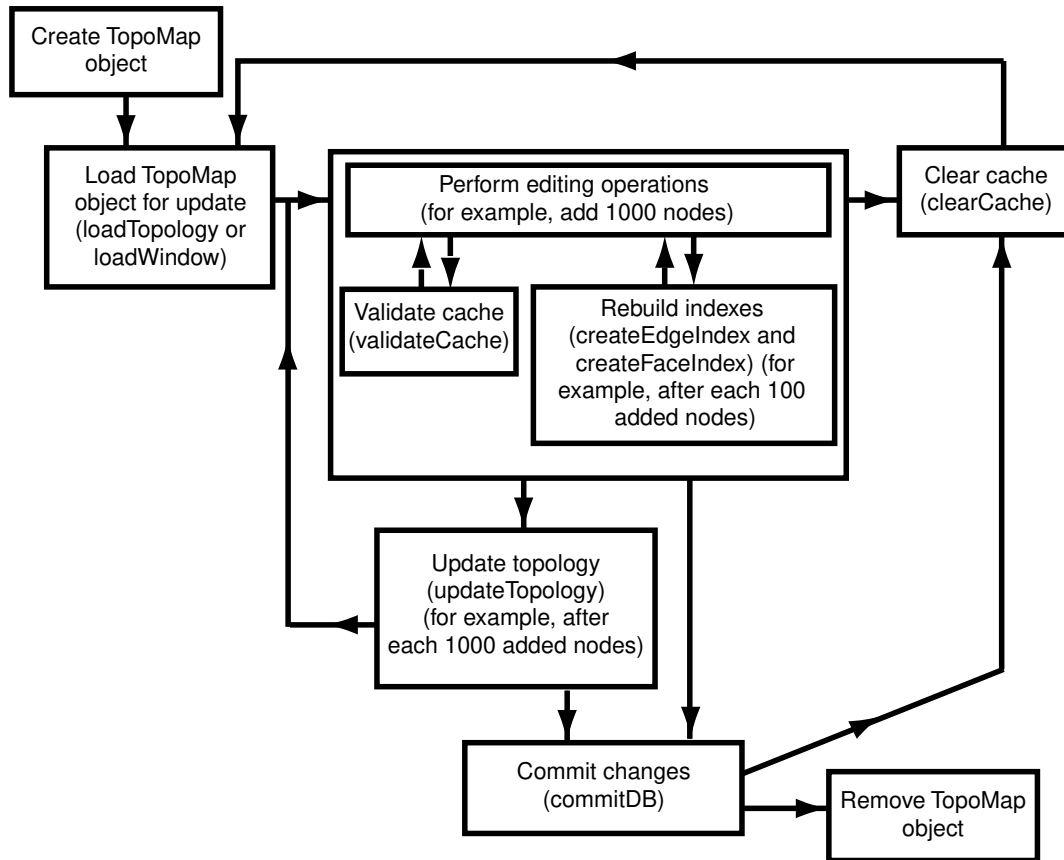 Create TopoMap
object
Load TopoMap
object for update
(loadTopology or
loadWindow)
Perform editing operations
(for example, add 1000 nodes)
Clear cache
(clearCache)
Validate cache
(validateCache)
Rebuild indexes
(createEdgeIndex and
createFaceIndex) (for
example, after each 100
added nodes)
Update topology
(updateTopology)
(for example, after
each 1000 added nodes)
Commit changes
(commitDB)
Remove TopoMap
object